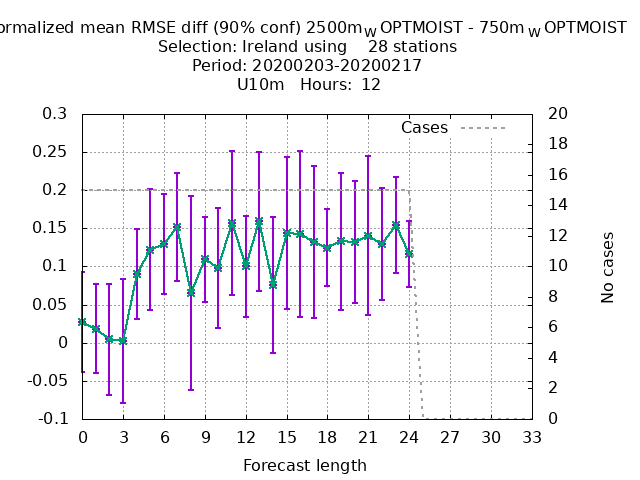 ormalized mean RMSE diff (90% conf) 2500mW OPTMOIST - 750mW OPTMOIST
Selection: Ireland using 28 stations
Period: 20200203-20200217
U10m Hours: 12
Cases
0.3
0.25
0.2
0.15
0.1
0.05
0
-0.05
-0.1
20
18
16
14
12
10
8
6
4
2
0
No cases
0 3 6 9 12 15 18 21 24 27 30 33
Forecast length